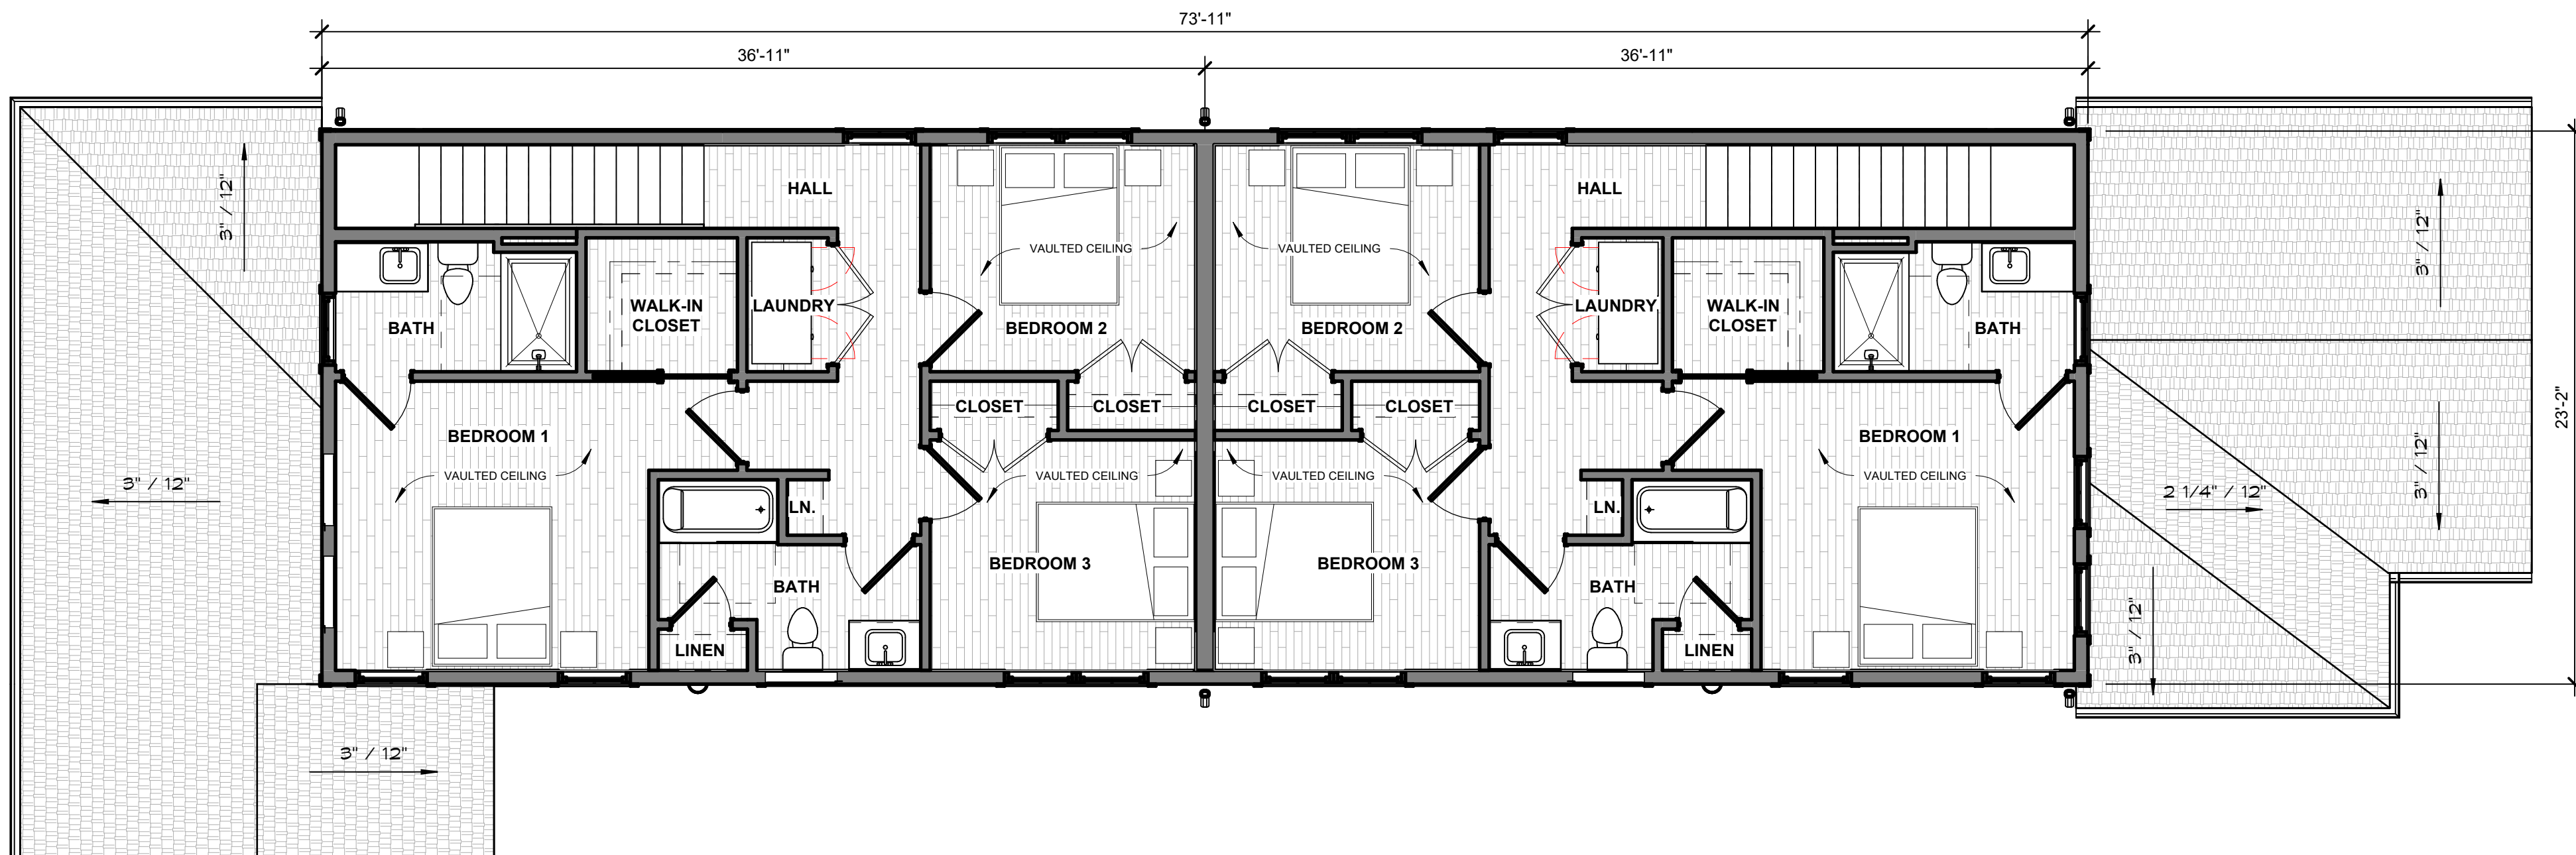 73'-11"
36'-11"
36'-11"
HALL
HALL
3" / 12"
3" / 12"
VAULTED CEILING
VAULTED CEILING
WALK-IN
CLOSET
LAUNDRY
LAUNDRY
WALK-IN
CLOSET
BATH
BEDROOM 2
BEDROOM 2
BATH
23'-2"
CLOSET
CLOSET
CLOSET
CLOSET
BEDROOM 1
BEDROOM 1
3" / 12"
VAULTED CEILING
VAULTED CEILING
VAULTED CEILING
VAULTED CEILING
3" / 12"
2 1/4" / 12"
LN.
LN.
BEDROOM 3
BEDROOM 3
BATH
BATH
3" / 12"
LINEN
LINEN
3" / 12"